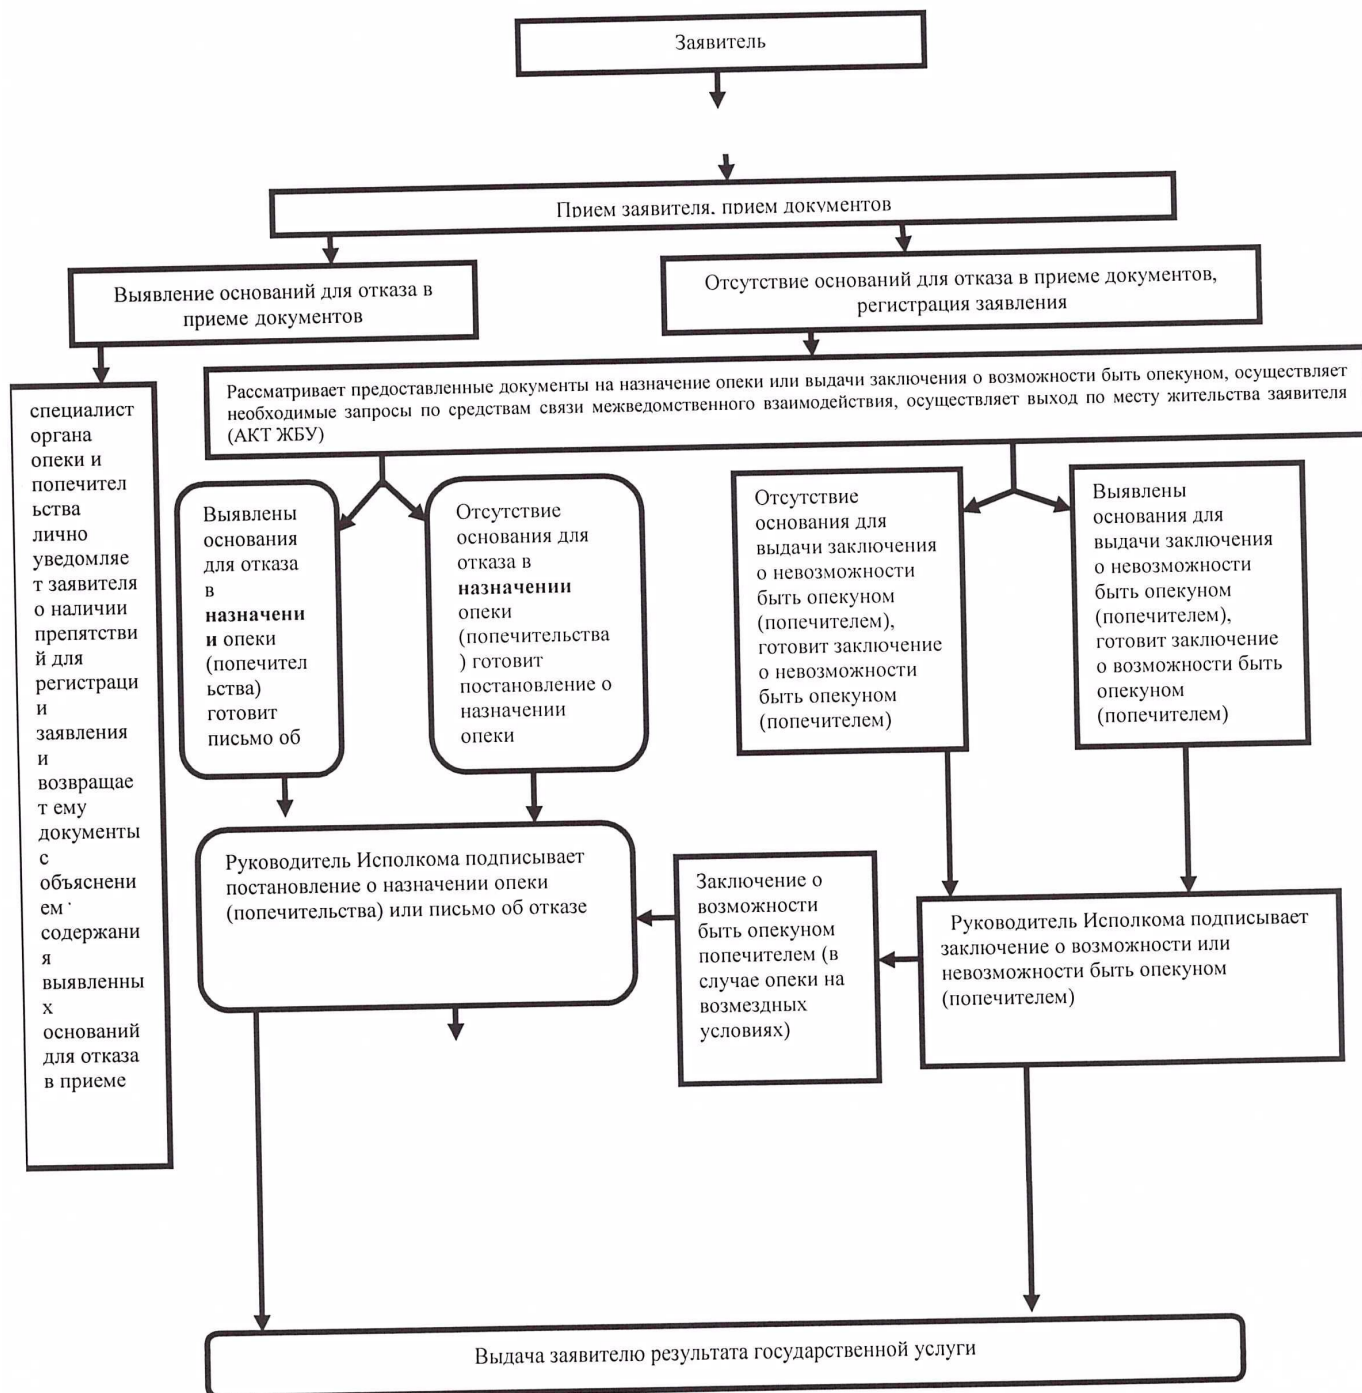 Заявитель
Прием заявителя, прием документов
Выявление оснований для отказа в
приеме документов
Отсутствие оснований для отказа в приеме документов,
регистрация заявления
Рассматривает предоставленные документы на назначение опеки или выдачи заключения о возможности быть опекуном, осуществляет
необходимые запросы по средствам связи межведомственного взаимодействия, осуществляет выход по месту жительства заявителя
(АКТ ЖБУ)
специалист
органа
опеки и
попечител
ьства
лично
уведомляе
т заявителя
о наличии
препятстви
й для
регистраци
и
заявления
и
возвращае
т ему
документы
с
объяснени
ем
содержани
я
выявленны
х
оснований
для отказа
в приеме
Выявлены
основания
для отказа
в
назначени
и опеки
(попечител
ьства)
готовит
письмо об
Отсутствие
основания для
отказа в
назначении
опеки
(попечительства
) готовит
постановление о
назначении
опеки
Отсутствие
основания для
выдачи заключения
о невозможности
быть опекуном
(попечителем),
готовит заключение
о невозможности
быть опекуном
(попечителем)
Выявлены
основания для
выдачи заключения
о невозможности
быть опекуном
(попечителем),
готовит заключение
о возможности быть
опекуном
(попечителем)
Руководитель Исполкома подписывает
постановление о назначении опеки
(попечительства) или письмо об отказе
Заключение о
возможности
быть опекуном
попечителем (в
случае опеки на
возмездных
условиях)
Руководитель Исполкома подписывает
заключение о возможности или
невозможности быть опекуном
(попечителем)
Выдача заявителю результата государственной услуги